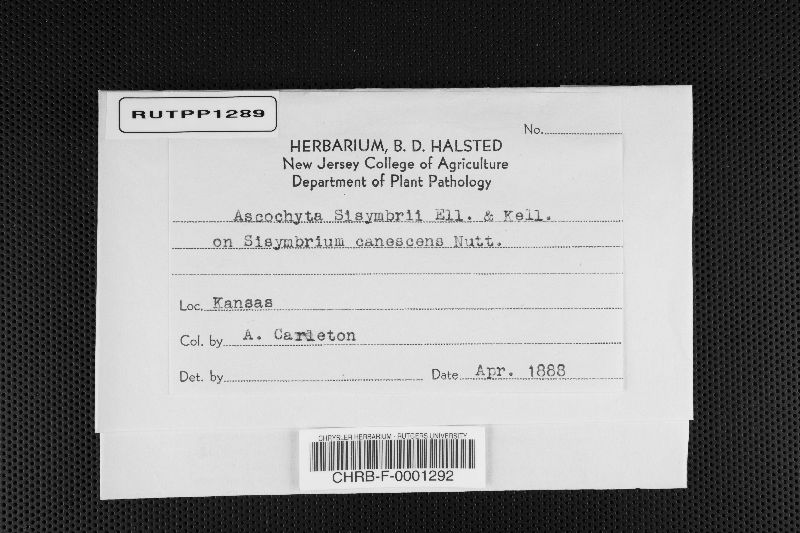 RUTPP1289
No.
HERBARIUM, B. D. HALSTED
New Jersey College of Agriculture
Department of Plant Pathology
Ascochyta Sisymbrii Ell. & Kell.
on Sisymbrium canescens Nutt.
Loc. Kansas
Col. by A. Carleton
Det. by
Date Apr. 1888
CHRYSLER HERBARIUM - RUTGERS UNIVERSITY
CHRB-F-0001292